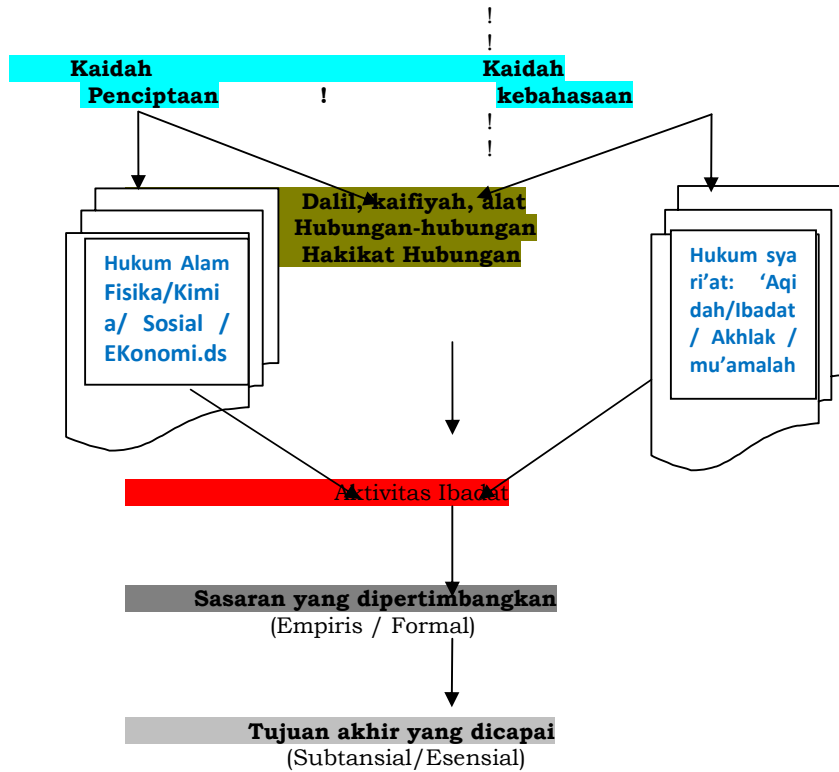 !
!
Kaidah Kaidah
Penciptaan ! kebahasaan
!
!
Dalil, kaifiyah, alat
Hubungan-hubungan
Hakikat Hubungan
Hukum Alam
Fisika/Kimi
a/ Sosial /
EKonomi.ds
Hukum sya
ri’at: ‘Aqi
dah/Ibadat
/ Akhlak /
mu’amalah
Aktivitas Ibadat
Sasaran yang dipertimbangkan
(Empiris / Formal)
Tujuan akhir yang dicapai
(Subtansial/Esensial)